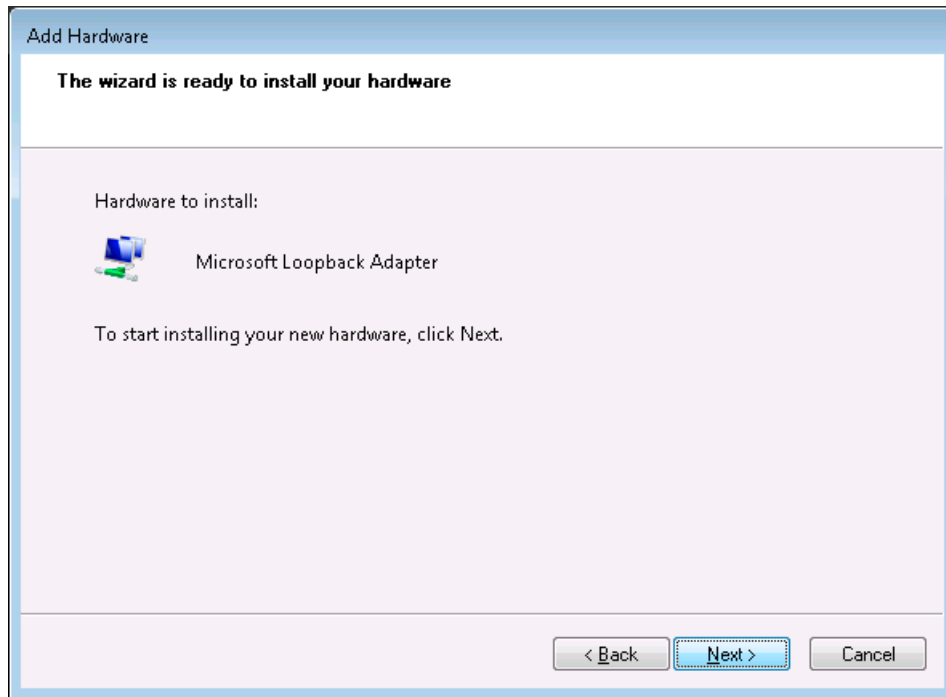 Add Hardware
The wizard is ready to install your hardware
Hardware to install:
Microsoft Loopback Adapter
To start installing your new hardware, click Next.
< Back
Next >
Cancel